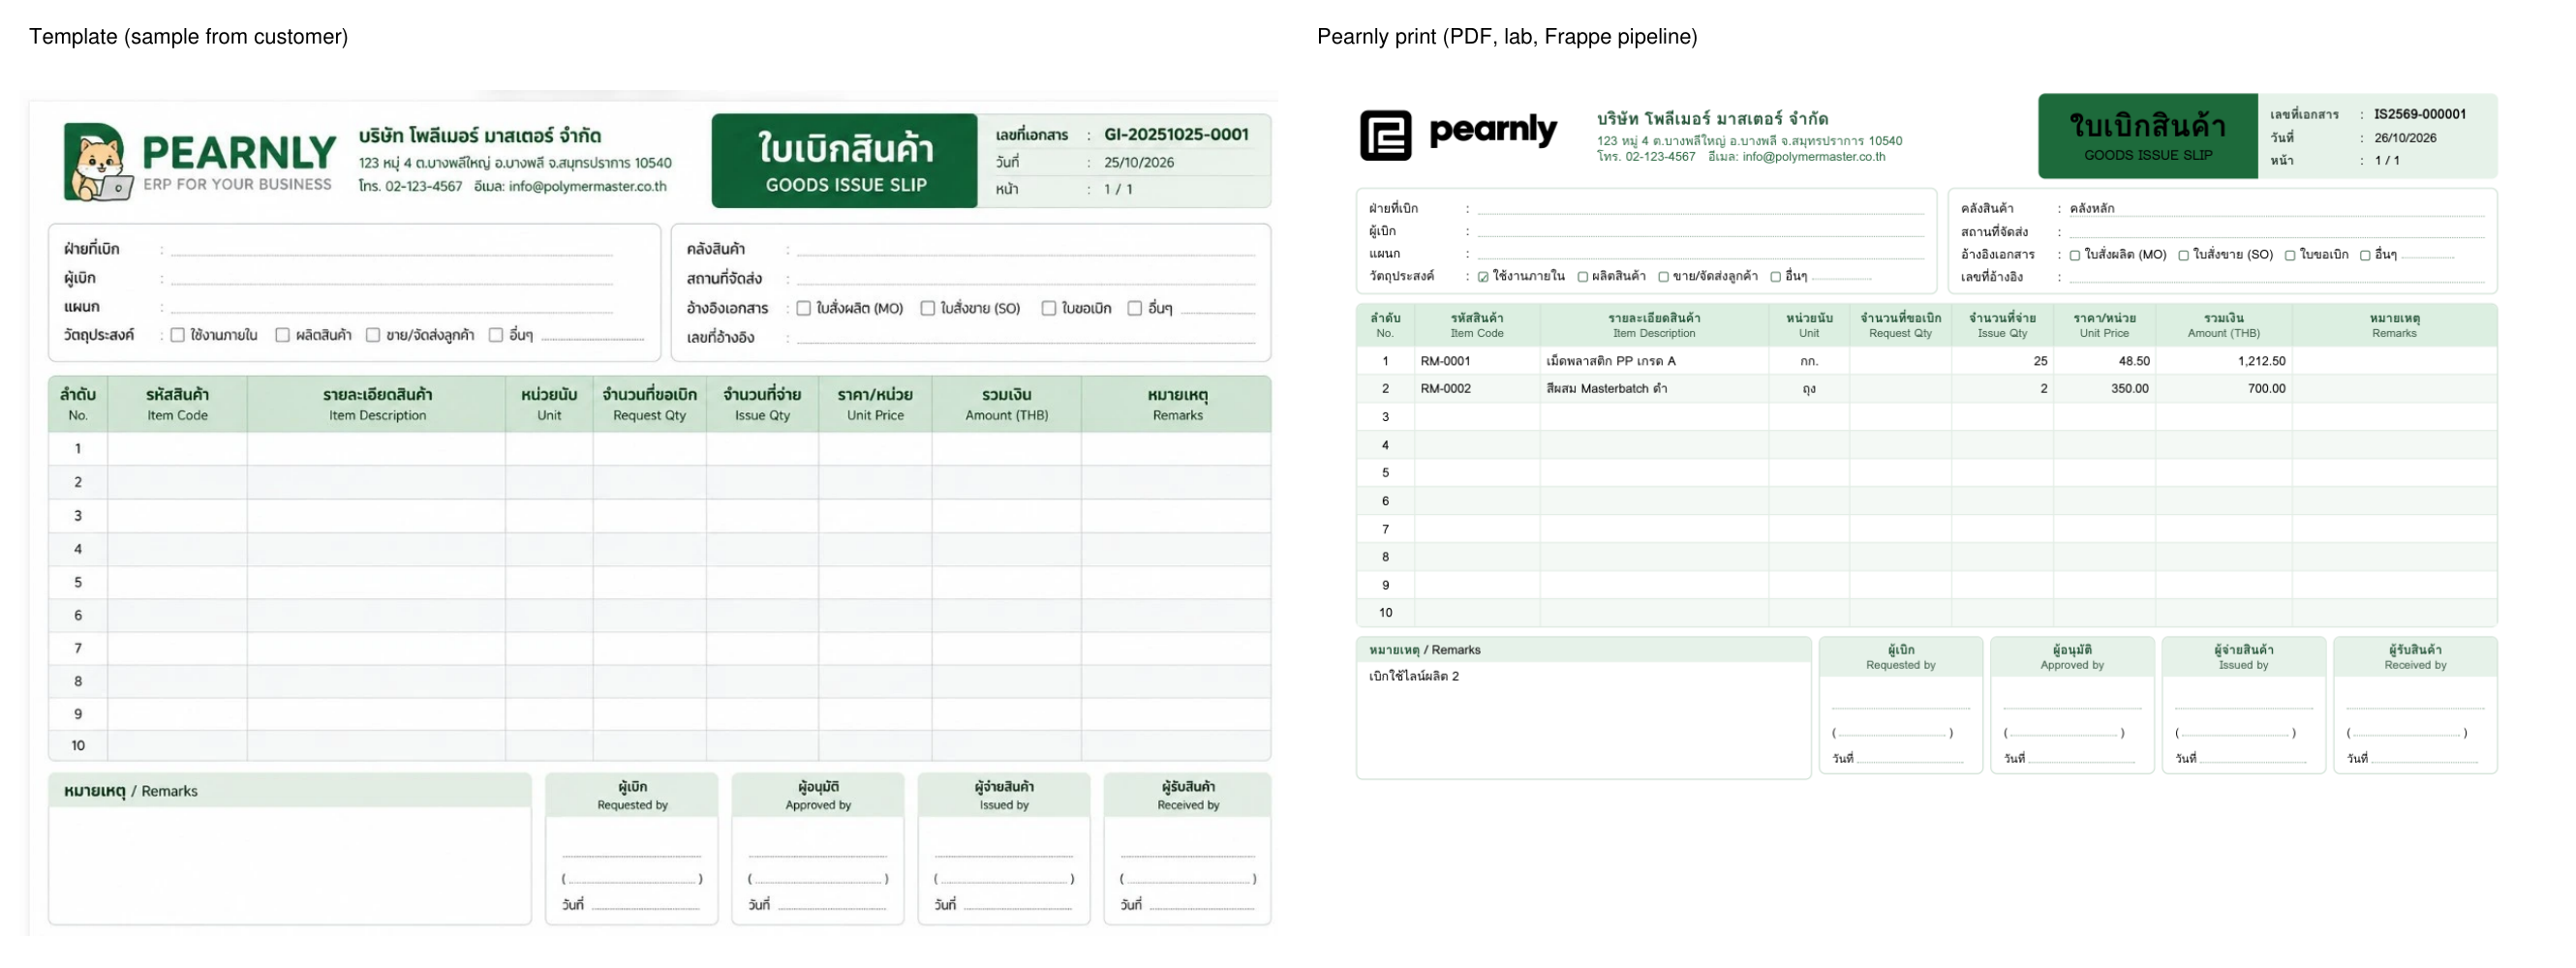 Template (sample from customer)
PEARNLY
ERP FOR YOUR BUSINESS
บริษัท โพลีเมอร์ มาสเตอร์ จำกัด
123 หมู่ 4 ต.บางพลีใหญ่ อ.บางพลี จ.สมุทรปราการ 10540
โทร. 02-123-4567 อีเมล: info@polymermaster.co.th
ใบเบิกสินค้า
GOODS ISSUE SLIP
เลขที่เอกสาร : GI-20251025-0001
วันที่ : 25/10/2026
หน้า : 1 / 1
ฝ่ายที่เบิก :
ผู้เบิก :
แผนก :
วัตถุประสงค์ : ใช้งานภายใน ผลิตสินค้า ขาย/จัดส่งลูกค้า อื่นๆ
คลังสินค้า :
สถานที่จัดส่ง :
อ้างอิงเอกสาร : ใบสั่งผลิต (MO) ใบสั่งขาย (SO) ใบขอเบิก อื่นๆ
เลขที่อ้างอิง :
ลำดับ รหัสสินค้า รายละเอียดสินค้า หน่วยนับ จำนวนที่ขอเบิก จำนวนที่จ่าย ราคา/หน่วย รวมเงิน หมายเหตุ
No. Item Code Item Description Unit Request Qty Issue Qty Unit Price Amount (THB) Remarks
1
2
3
4
5
6
7
8
9
10
หมายเหตุ / Remarks
ผู้เบิก ผู้อนุมัติ ผู้จ่ายสินค้า ผู้รับสินค้า
Requested by Approved by Issued by Received by
( ) ( ) ( ) ( )
วันที่ วันที่ วันที่ วันที่
Pearnly print (PDF, lab, Frappe pipeline)
pearnly
บริษัท โพลีเมอร์ มาสเตอร์ จำกัด
123 หมู่ 4 ต.บางพลีใหญ่ อ.บางพลี จ.สมุทรปราการ 10540
โทร. 02-123-4567 อีเมล: info@polymermaster.co.th
ใบเบิกสินค้า
GOODS ISSUE SLIP
เลขที่เอกสาร : IS2569-000001
วันที่ : 26/10/2026
หน้า : 1 / 1
ฝ่ายที่เบิก :
ผู้เบิก :
แผนก :
วัตถุประสงค์ : ใช้งานภายใน ผลิตสินค้า ขาย/จัดส่งลูกค้า อื่นๆ
คลังสินค้า : คลังหลัก
สถานที่จัดส่ง :
อ้างอิงเอกสาร : ใบสั่งผลิต (MO) ใบสั่งขาย (SO) ใบขอเบิก อื่นๆ
เลขที่อ้างอิง :
ลำดับ รหัสสินค้า รายละเอียดสินค้า หน่วยนับ จำนวนที่ขอเบิก จำนวนที่จ่าย ราคา/หน่วย รวมเงิน หมายเหตุ
No. Item Code Item Description Unit Request Qty Issue Qty Unit Price Amount (THB) Remarks
1 RM-0001 เม็ดพลาสติก PP เกรด A กก. 25 48.50 1,212.50
2 RM-0002 สีผสม Masterbatch ดำ ถุง 2 350.00 700.00
3
4
5
6
7
8
9
10
หมายเหตุ / Remarks
เบิกใช้ไลน์ผลิต 2
ผู้เบิก ผู้อนุมัติ ผู้จ่ายสินค้า ผู้รับสินค้า
Requested by Approved by Issued by Received by
( ) ( ) ( ) ( )
วันที่ วันที่ วันที่ วันที่